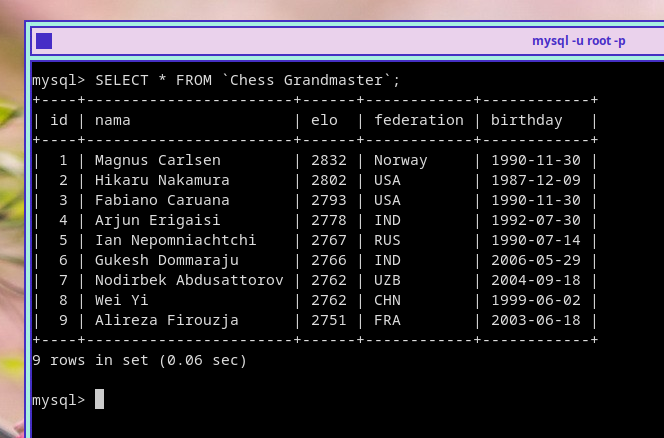 mysql -u root -p
mysql> SELECT * FROM `Chess Grandmaster`;
+----+-----------------------+------+------------+------------+
| id | nama                  | elo  | federation | birthday   |
+----+-----------------------+------+------------+------------+
|  1 | Magnus Carlsen        | 2832 | Norway     | 1990-11-30 |
|  2 | Hikaru Nakamura       | 2802 | USA        | 1987-12-09 |
|  3 | Fabiano Caruana       | 2793 | USA        | 1990-11-30 |
|  4 | Arjun Erigaisi        | 2778 | IND        | 1992-07-30 |
|  5 | Ian Nepomniachtchi    | 2767 | RUS        | 1990-07-14 |
|  6 | Gukesh Dommaraju      | 2766 | IND        | 2006-05-29 |
|  7 | Nodirbek Abdusattorov | 2762 | UZB        | 2004-09-18 |
|  8 | Wei Yi                | 2762 | CHN        | 1999-06-02 |
|  9 | Alireza Firouzja      | 2751 | FRA        | 2003-06-18 |
+----+-----------------------+------+------------+------------+
9 rows in set (0.06 sec)
mysql>